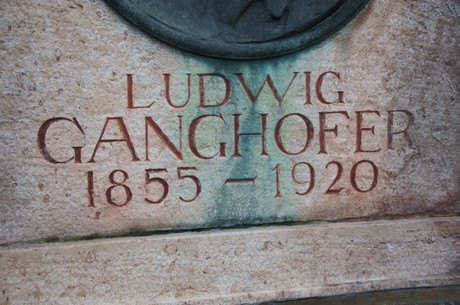 LUDWIG
GANGHOFER
1855 – 1920